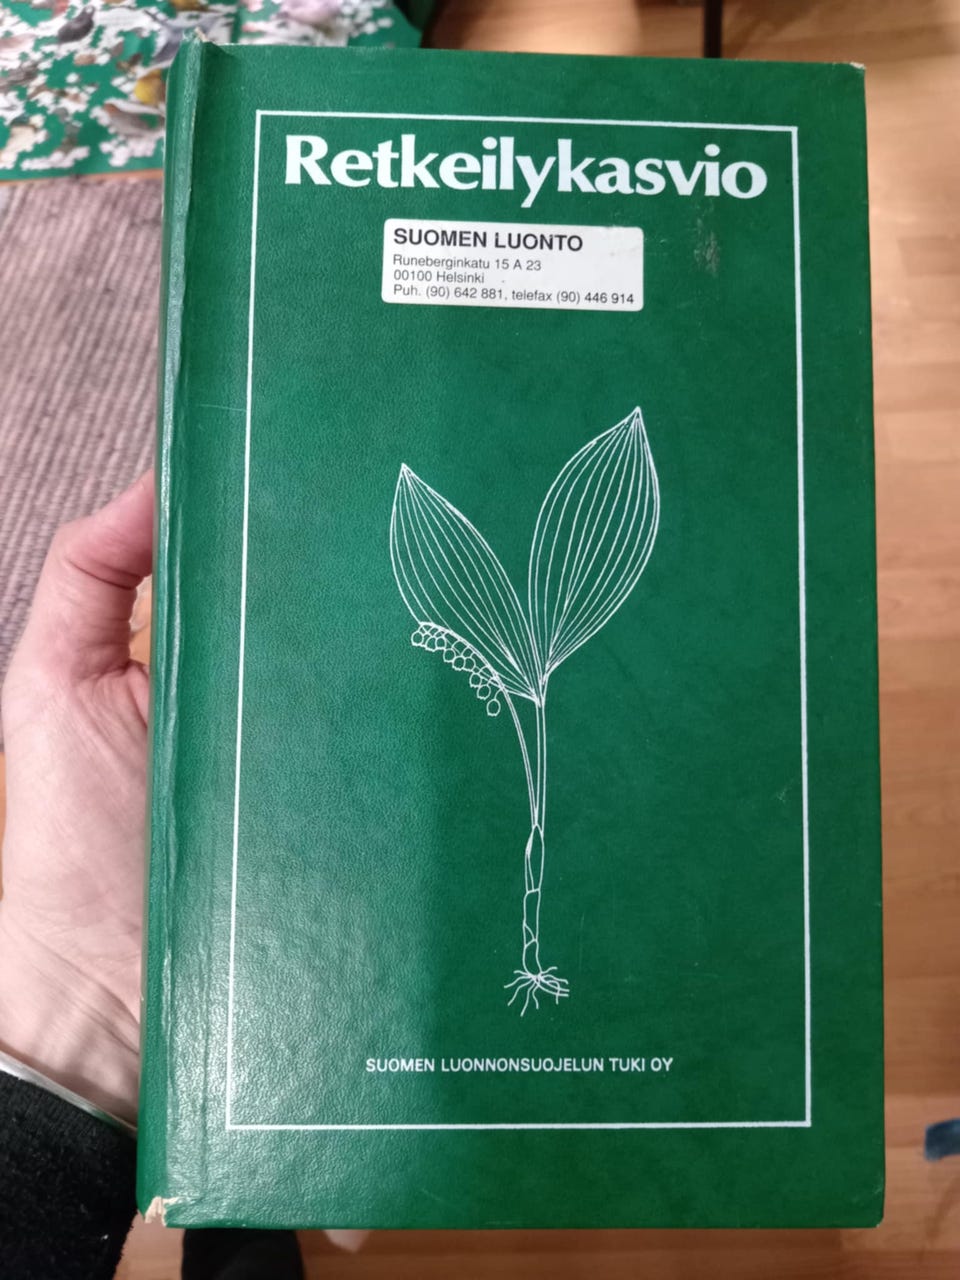 Retkeilykasvio
SUOMEN LUONTO
Runeberginkatu 15 A 23
00100 Helsinki
Puh. (90) 642 881, telefax (90) 446 914
SUOMEN LUONNONSUOJELUN TUKI OY